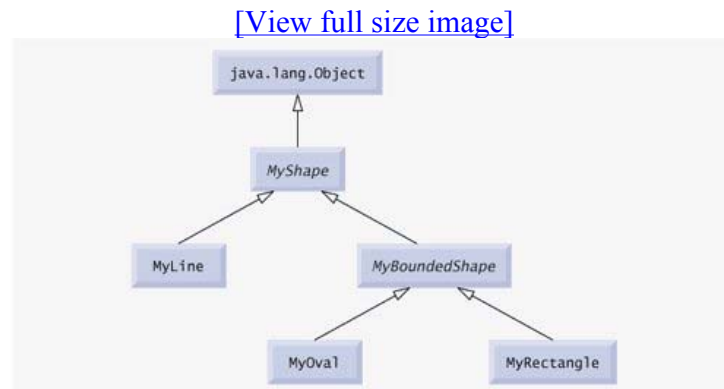 [View full size image]
java.lang.Object
MyShape
MyLine
MyBoundedShape
MyOval
MyRectangle